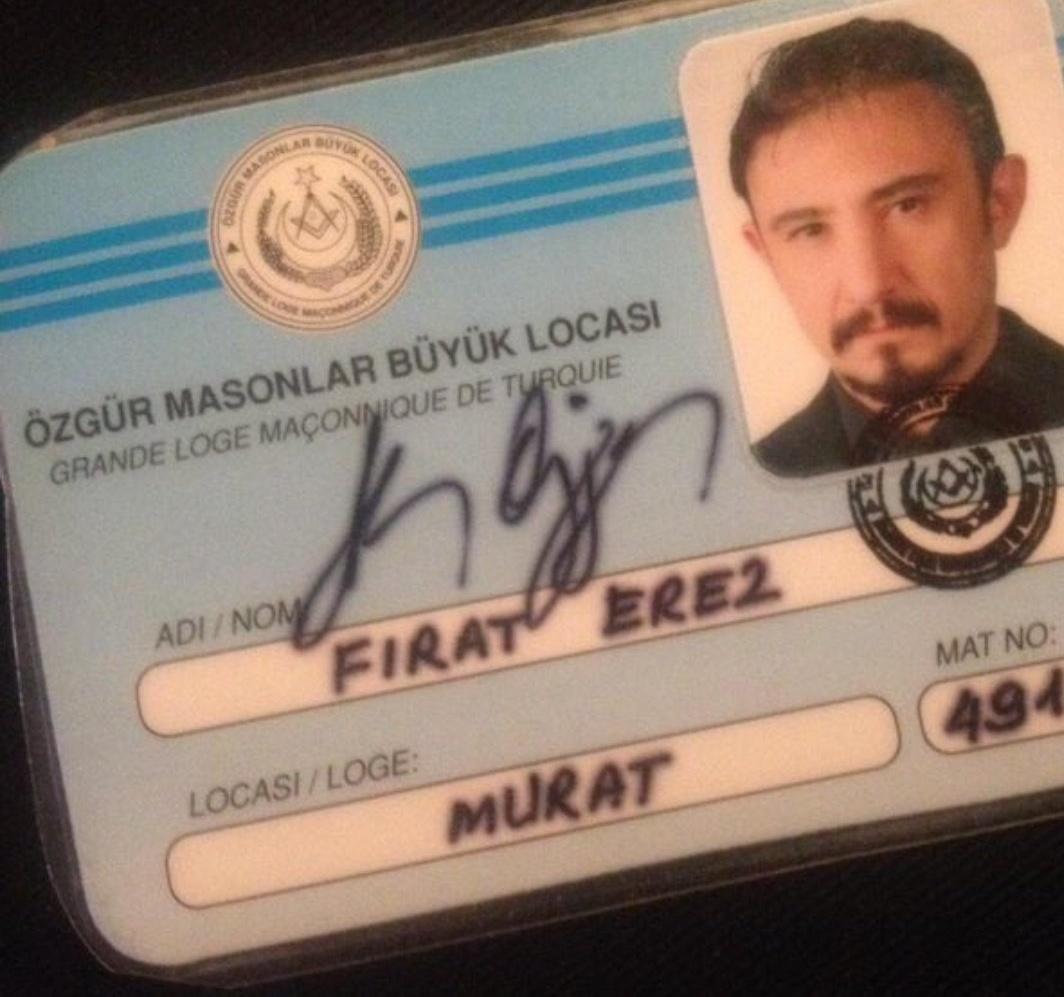 ÖZGÜR MASONLAR BÜYÜK LOCASI
GRANDE LOGE MAÇONNIQUE DE TURQUIE
ÖZGÜR MASONLAR BÜYÜK LOCASI
GRANDE LOGE MAÇONNIQUE DE TURQUIE
ADI / NOM
FIRAT EREZ
MAT NO:
491
LOCASI / LOGE:
MURAT